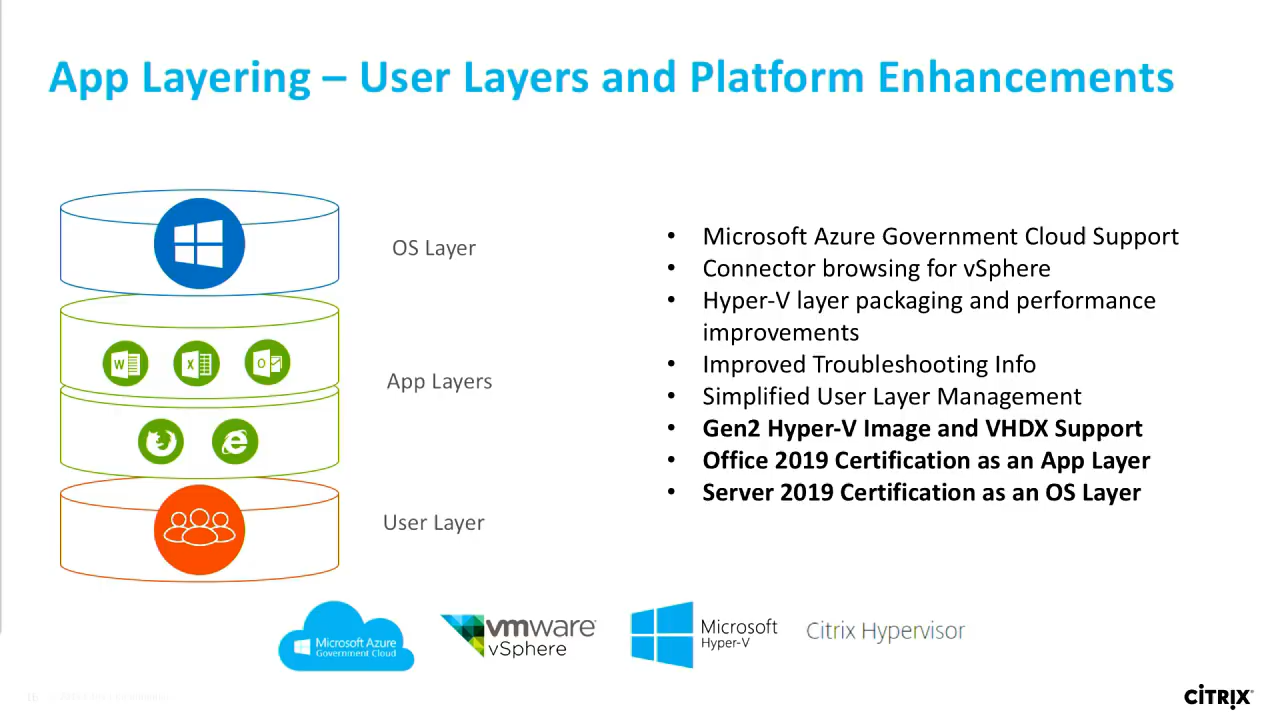 App Layering – User Layers and Platform Enhancements
OS Layer
App Layers
User Layer
W
X
O
• Microsoft Azure Government Cloud Support
• Connector browsing for vSphere
• Hyper-V layer packaging and performance
improvements
• Improved Troubleshooting Info
• Simplified User Layer Management
• Gen2 Hyper-V Image and VHDX Support
• Office 2019 Certification as an App Layer
• Server 2019 Certification as an OS Layer
Microsoft Azure
Government Cloud
vmware
vSphere
Microsoft
Hyper-V
Citrix Hypervisor
16
CİTRIX